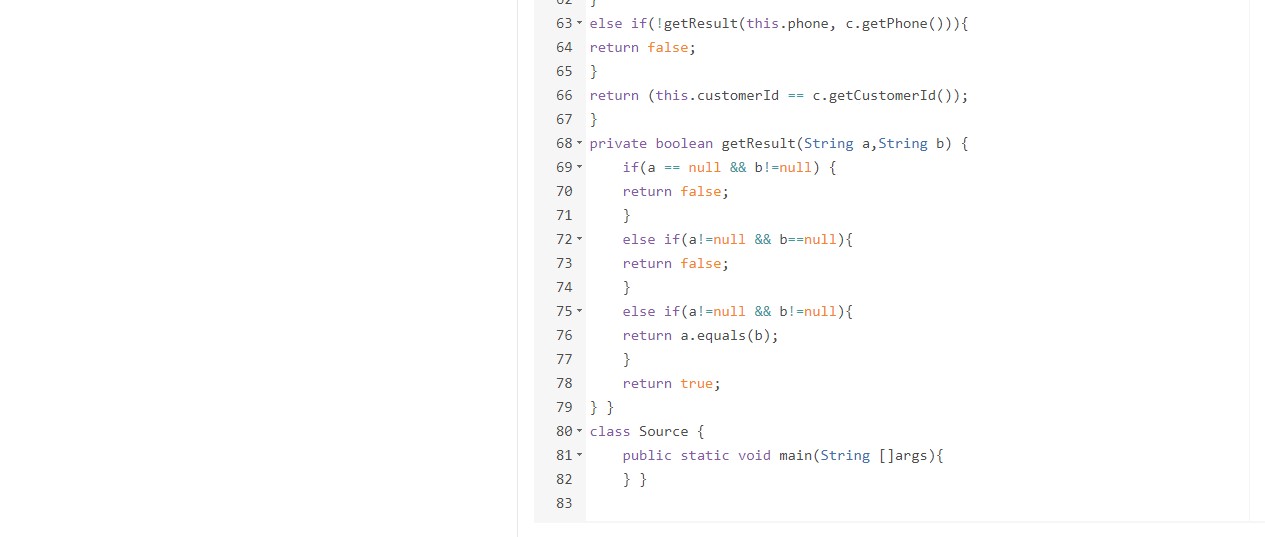 62 }
63 else if(!getResult(this.phone, c.getPhone())){
64 return false;
65 }
66 return (this.customerId == c.getCustomerId());
67 }
68 private boolean getResult(String a,String b) {
69 if(a == null && b!=null) {
70 return false;
71 }
72 else if(a!=null && b==null){
73 return false;
74 }
75 else if(a!=null && b!=null){
76 return a.equals(b);
77 }
78 return true;
79 } }
80 class Source {
81 public static void main(String []args){
82 } }
83